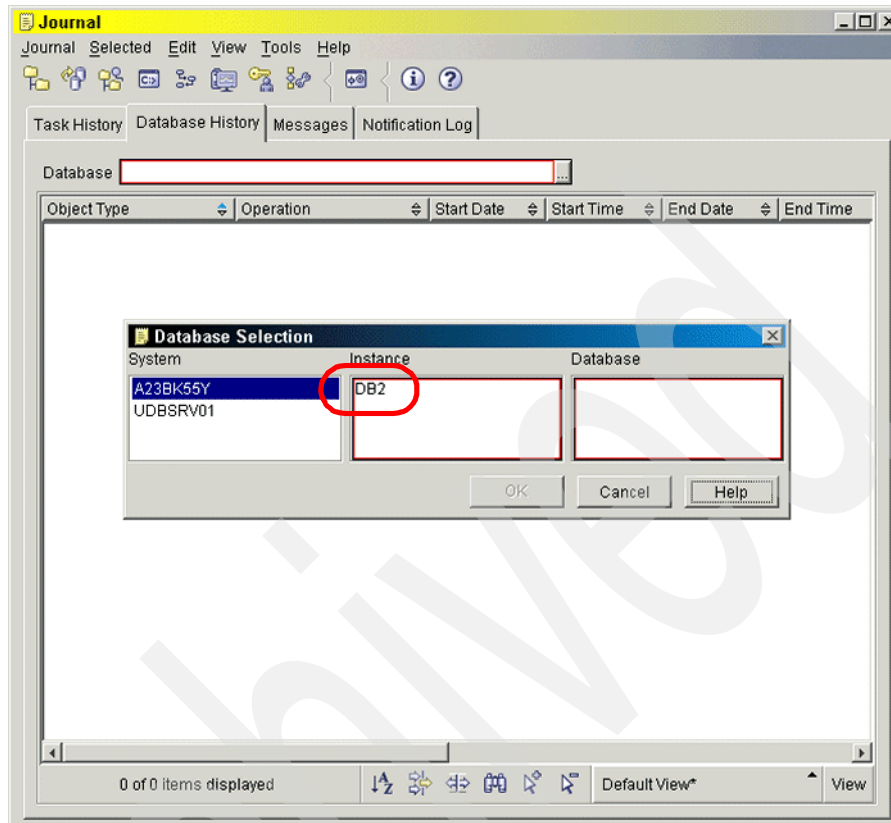 Journal
Journal Selected Edit View Tools Help
Task History Database History Messages Notification Log
Database ...
Object Type Operation Start Date Start Time End Date End Time
Database Selection
System Instance Database
A23BK55Y DB2
UDBSRV01
OK Cancel Help
0 of 0 items displayed Default View* View
hived